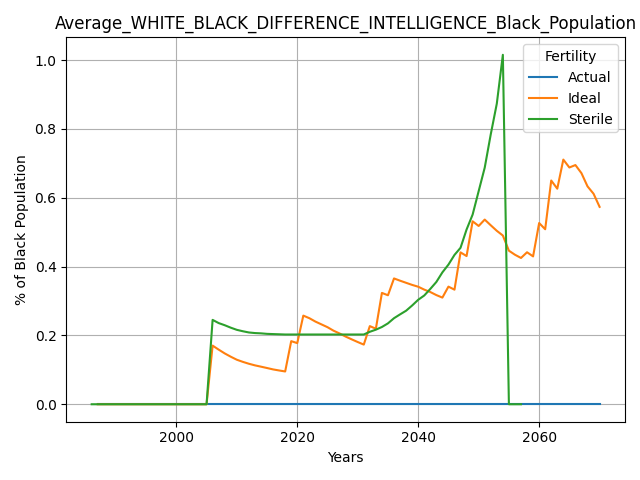 Average_WHITE_BLACK_DIFFERENCE_INTELLIGENCE_Black_Population
Fertility
Actual
Ideal
Sterile
% of Black Population
1.0
0.8
0.6
0.4
0.2
0.0
2000
2020
2040
2060
Years